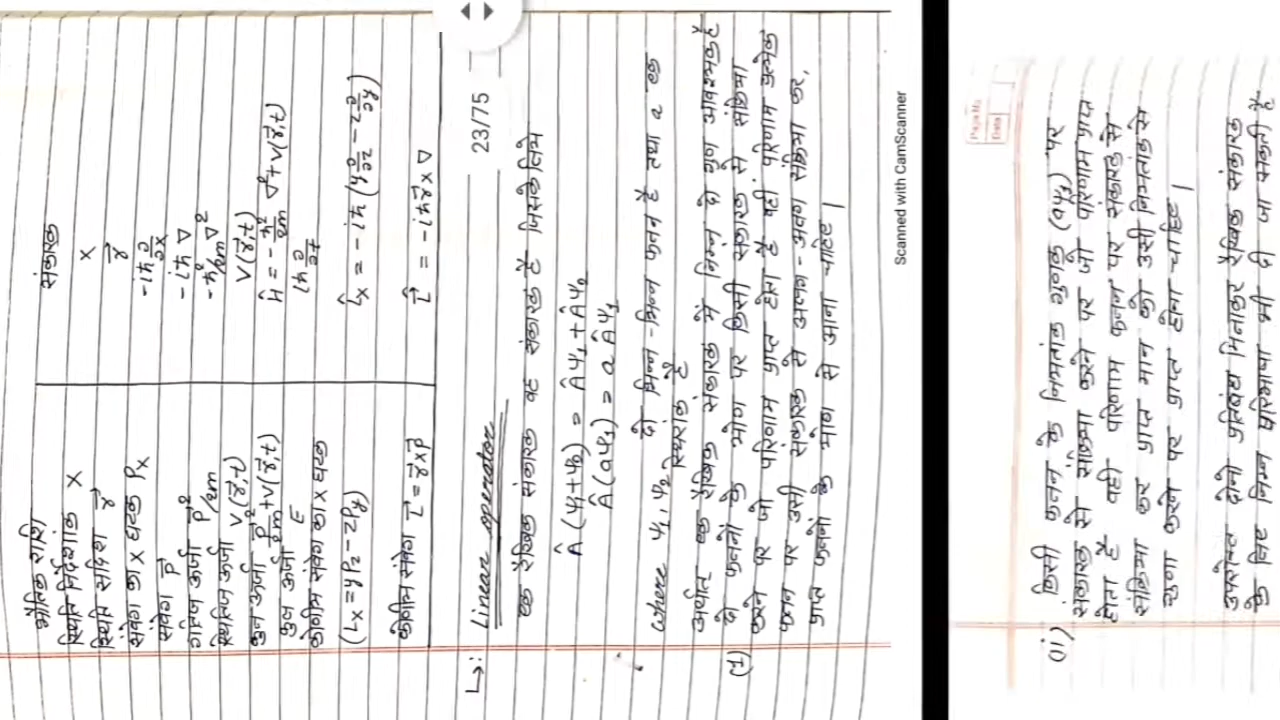 भौतिक राशि संकारक
स्थिति निर्देशांक x x
स्थिति सदिश r⃗ r⃗
संवेग का x घटक Px -iℏ ∂/∂x
संवेग P⃗ -iℏ∇
गतिज ऊर्जा P²/2m -ℏ²/2m ∇²
स्थितिज ऊर्जा V(r⃗,t) V(r⃗,t)
कुल ऊर्जा P²/2m + V(r⃗,t) H = -ℏ²/2m ∇² + V(r⃗,t)
कुल ऊर्जा E iℏ ∂/∂t
कोणीय संवेग का x घटक
(Lx = yPz - zPy) Lx = -iℏ(y ∂/∂z - z ∂/∂y)
कोणीय संवेग L⃗ = r⃗×P⃗ L⃗ = -iℏ r⃗×∇
23/75
↳: Linear operator
एक रैखिक संकारक वह संकारक है जिसके लिये
Â(ψ₁+ψ₂) = Âψ₁ + Âψ₂
Â(aψ₁) = a Âψ₁
where ψ₁, ψ₂ दो भिन्न-भिन्न फलन हैं तथा a एक
स्थिरांक है
अर्थात एक रैखिक संकारक में निम्न दो गुण आवश्यक हैं
(i) दो फलनों के योग पर किसी संकारक से संक्रिया
करने पर जो परिणाम प्राप्त होता है वही परिणाम प्रत्येक
फलन पर उसी संकारक से अलग-अलग संक्रिया कर,
प्राप्त फलनों के योग से आना चाहिए।
Scanned with CamScanner
Page No.
Date
(ii) किसी फलन के नियतांक गुणक (aψ₁) पर
संकारक से संक्रिया करने पर जो परिणाम प्राप्त
होता है वही परिणाम फलन पर संकारक से
संक्रिया कर प्राप्त मान को उसी नियतांक से
गुणा करने पर प्राप्त होना चाहिए।
उपरोक्त दोनो प्रतिबंध मिलाकर रैखिक संकारक
के लिए निम्न परिभाषा भी दी जा सकती है